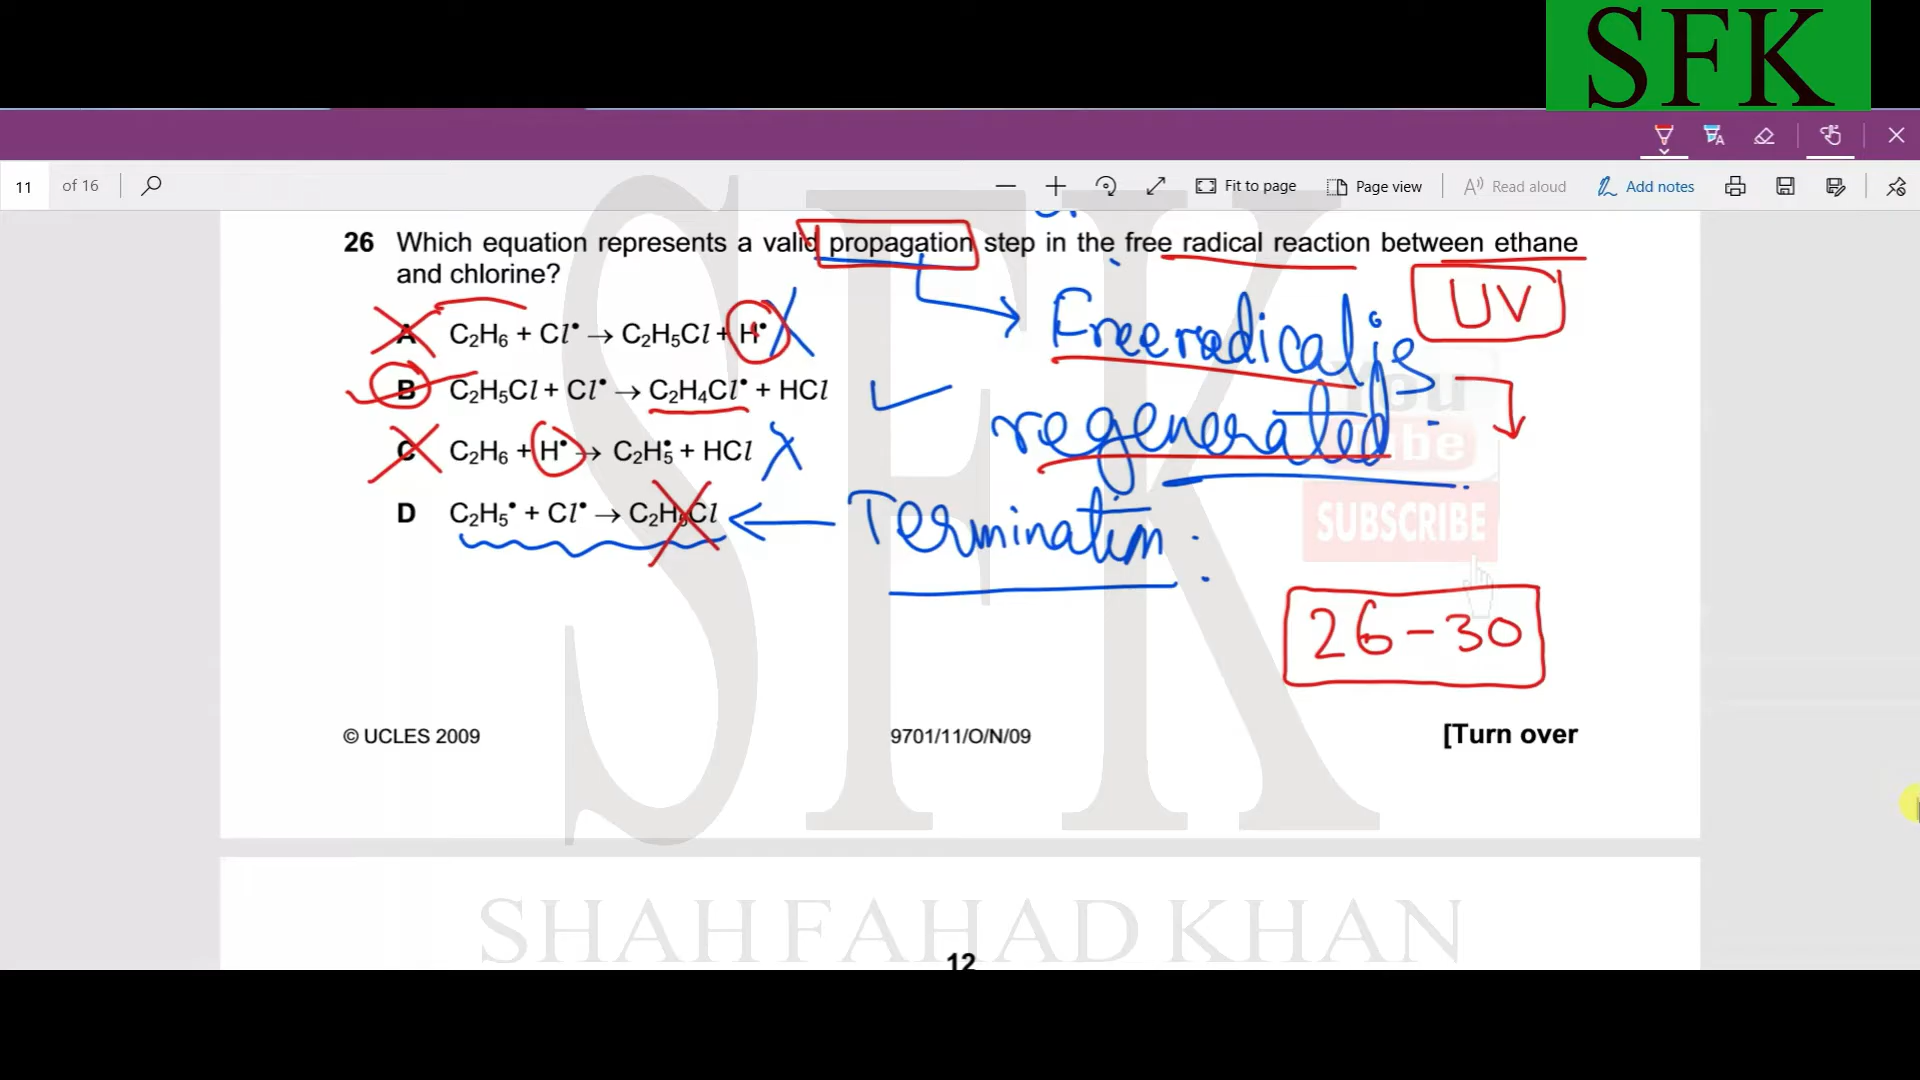 SFK
11 of 16 Fit to page Page view Read aloud Add notes
26 Which equation represents a valid propagation step in the free radical reaction between ethane
and chlorine?
UV
A C₂H₆ + Cl• → C₂H₅Cl + H•
Free radical is
B C₂H₅Cl + Cl• → C₂H₄Cl• + HCl
regenerated.
You
Tube
C C₂H₆ + H• → C₂H₅• + HCl
D C₂H₅• + Cl• → C₂H₅Cl
Termination
SUBSCRIBE
26-30
© UCLES 2009 9701/11/O/N/09 [Turn over
SFK
SHAH FAHAD KHAN
12